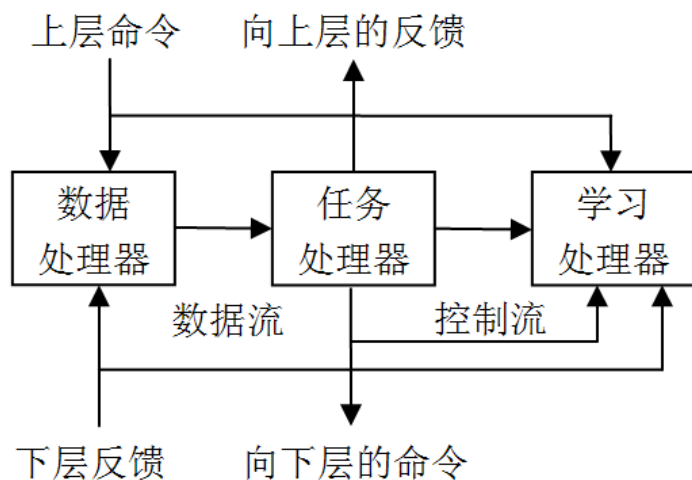 上层命令
向上层的反馈
数据
处理器
任务
处理器
学习
处理器
数据流
控制流
下层反馈
向下层的命令